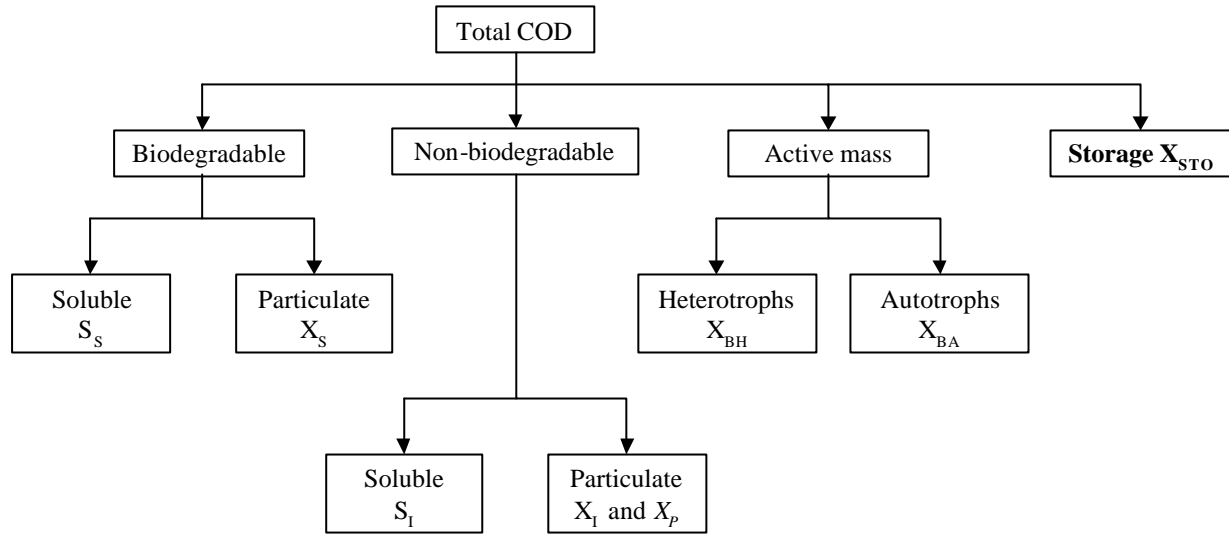 Total COD
Biodegradable
Non-biodegradable
Active mass
Storage X_STO
Soluble
S_S
Particulate
X_S
Heterotrophs
X_BH
Autotrophs
X_BA
Soluble
S_I
Particulate
X_I and X_P